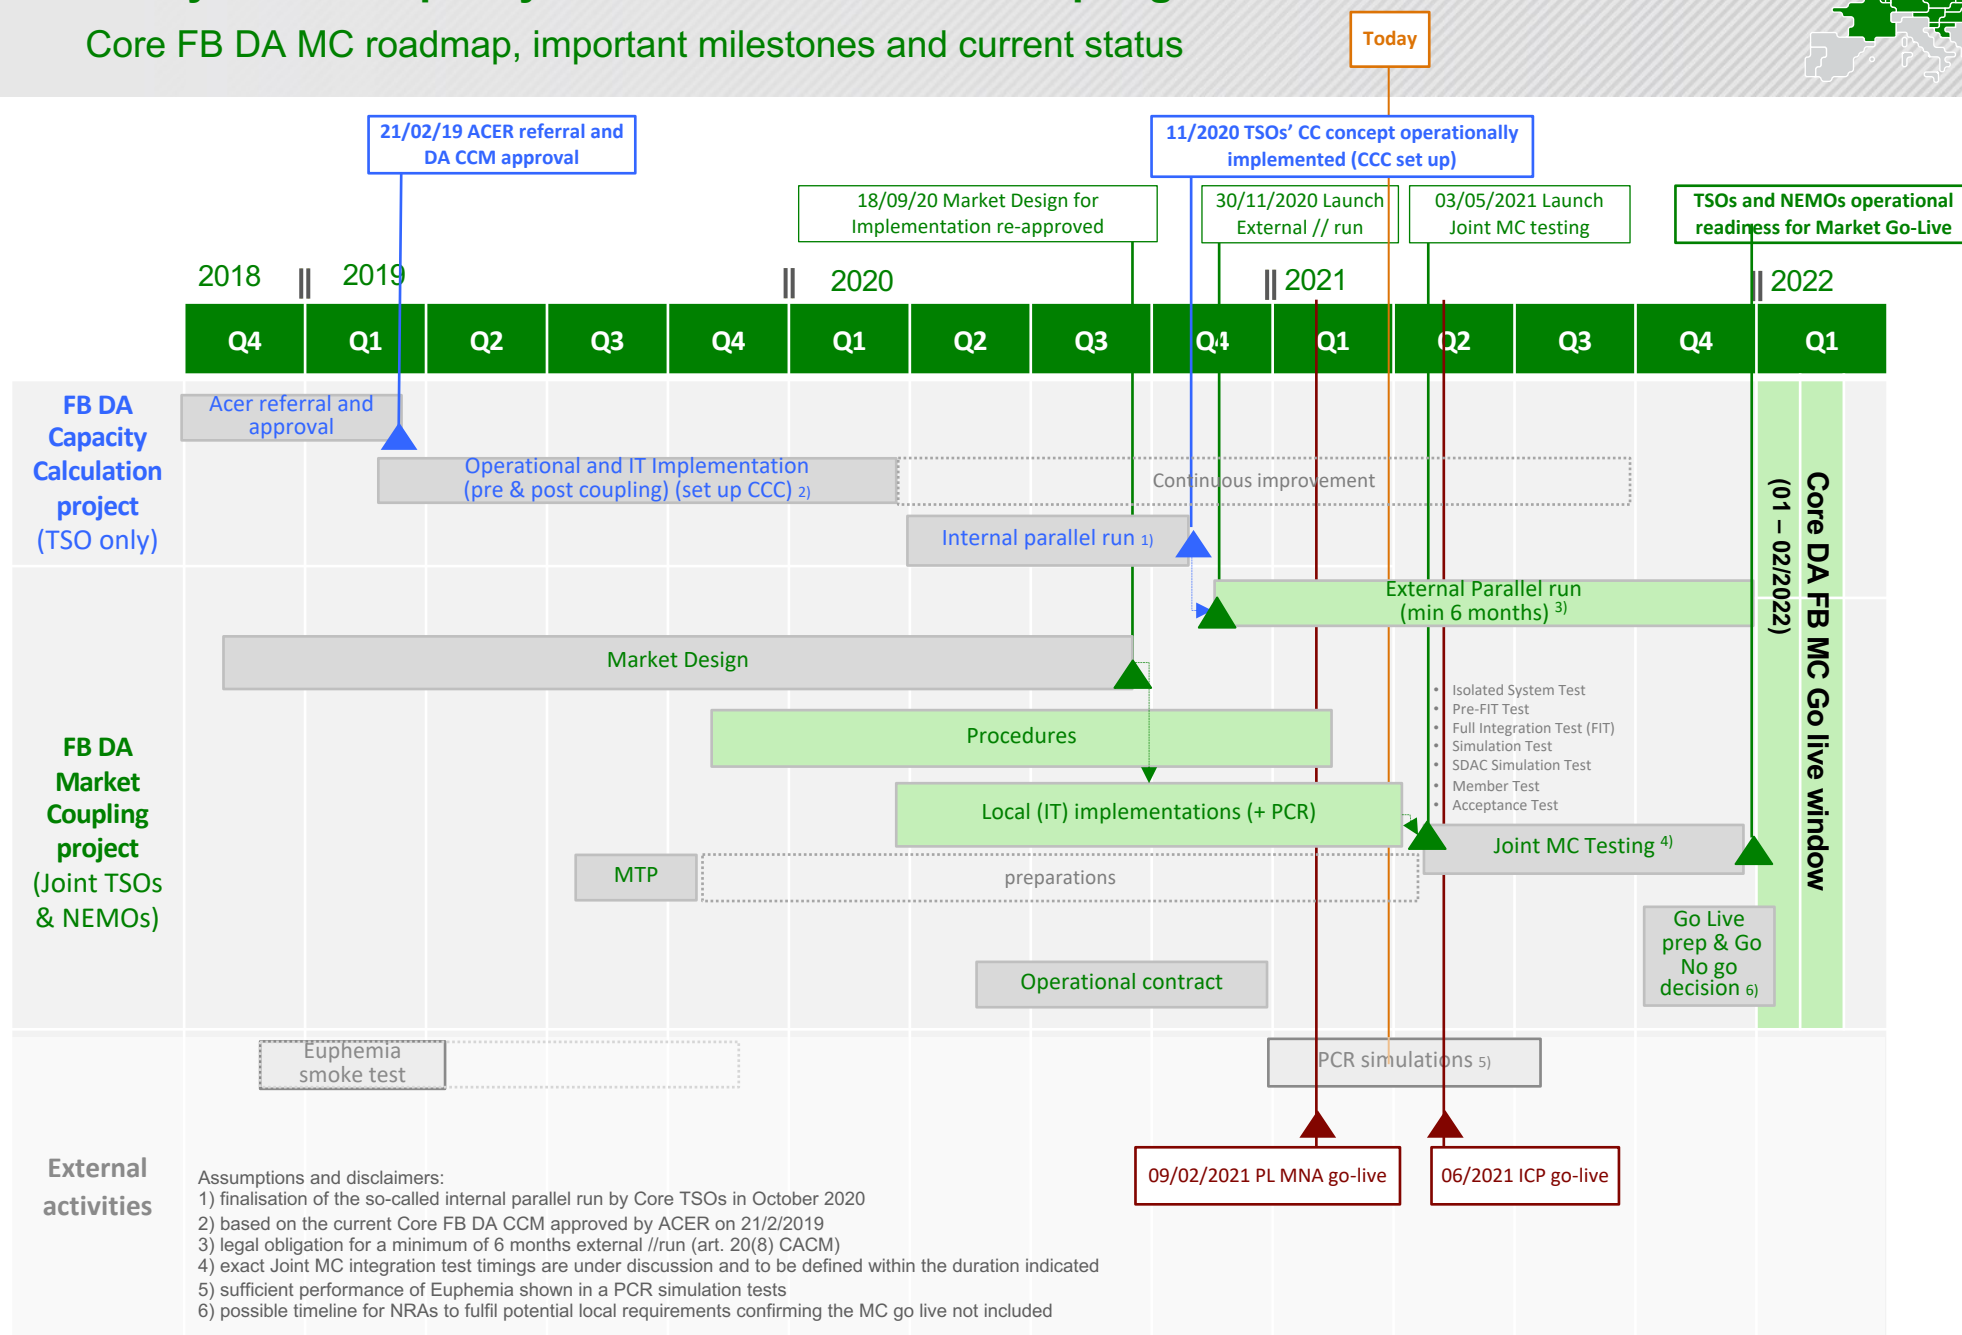 Core FB DA MC roadmap, important milestones and current status
Today
21/02/19 ACER referral and
DA CCM approval
11/2020 TSOs’ CC concept operationally
implemented (CCC set up)
18/09/20 Market Design for
Implementation re-approved
30/11/2020 Launch
External // run
03/05/2021 Launch
Joint MC testing
TSOs and NEMOs operational
readiness for Market Go-Live
2018 || 2019 || 2020 || 2021 || 2022
Q4 Q1 Q2 Q3 Q4 Q1 Q2 Q3 Q4 Q1 Q2 Q3 Q4 Q1
FB DA
Capacity
Calculation
project
(TSO only)
Acer referral and
approval
Operational and IT Implementation
(pre & post coupling) (set up CCC) 2)
Continuous improvement
Internal parallel run 1)
Core DA FB MC Go live window
(01 – 02/2022)
FB DA
Market
Coupling
project
(Joint TSOs
& NEMOs)
External Parallel run
(min 6 months) 3)
Market Design
• Isolated System Test
• Pre-FIT Test
• Full Integration Test (FIT)
• Simulation Test
• SDAC Simulation Test
• Member Test
• Acceptance Test
Procedures
Local (IT) implementations (+ PCR)
Joint MC Testing 4)
MTP
preparations
Go Live
prep & Go
No go
decision 6)
Operational contract
External
activities
Euphemia
smoke test
PCR simulations 5)
09/02/2021 PL MNA go-live
06/2021 ICP go-live
Assumptions and disclaimers:
1) finalisation of the so-called internal parallel run by Core TSOs in October 2020
2) based on the current Core FB DA CCM approved by ACER on 21/2/2019
3) legal obligation for a minimum of 6 months external //run (art. 20(8) CACM)
4) exact Joint MC integration test timings are under discussion and to be defined within the duration indicated
5) sufficient performance of Euphemia shown in a PCR simulation tests
6) possible timeline for NRAs to fulfil potential local requirements confirming the MC go live not included